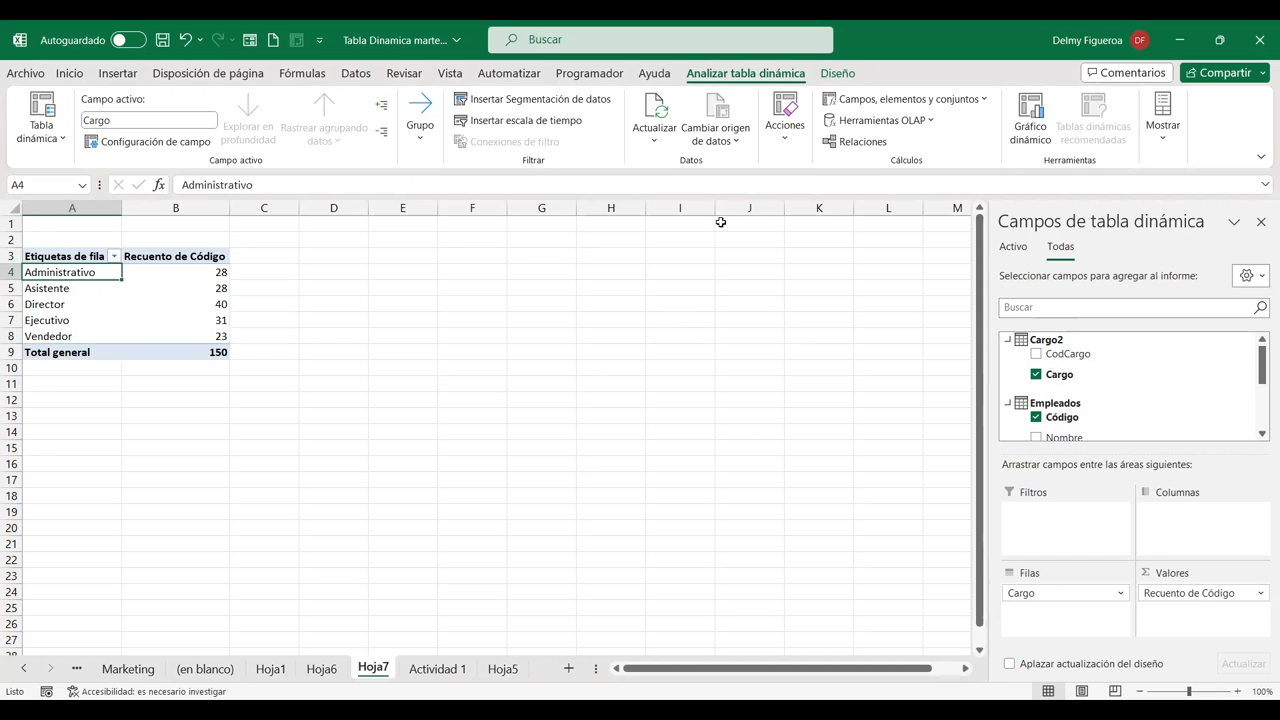 Autoguardado
Tabla Dinamica marte...
Buscar
Delmy Figueroa
DF
Archivo Inicio Insertar Disposición de página Fórmulas Datos Revisar Vista Automatizar Programador Ayuda Analizar tabla dinámica Diseño
Comentarios
Compartir
Tabla
dinámica
Campo activo:
Cargo
Configuración de campo
Explorar en
profundidad
Rastrear agrupando
datos
Campo activo
Grupo
Insertar Segmentación de datos
Insertar escala de tiempo
Conexiones de filtro
Filtrar
Actualizar
Cambiar origen
de datos
Datos
Acciones
Campos, elementos y conjuntos
Herramientas OLAP
Relaciones
Cálculos
Gráfico
dinámico
Tablas dinámicas
recomendadas
Herramientas
Mostrar
A4
fx
Administrativo
A B C D E F G H I J K L M
1
2
3 Etiquetas de fila Recuento de Código
4 Administrativo 28
5 Asistente 28
6 Director 40
7 Ejecutivo 31
8 Vendedor 23
9 Total general 150
10
11
12
13
14
15
16
17
18
19
20
21
22
23
24
25
26
27
28
Campos de tabla dinámica
Activo Todas
Seleccionar campos para agregar al informe:
Buscar
Cargo2
CodCargo
Cargo
Empleados
Código
Nombre
Arrastrar campos entre las áreas siguientes:
Filtros
Columnas
Filas
Σ Valores
Cargo
Recuento de Código
Aplazar actualización del diseño
Actualizar
... Marketing (en blanco) Hoja1 Hoja6 Hoja7 Actividad 1 Hoja5
Listo
Accesibilidad: es necesario investigar
100%